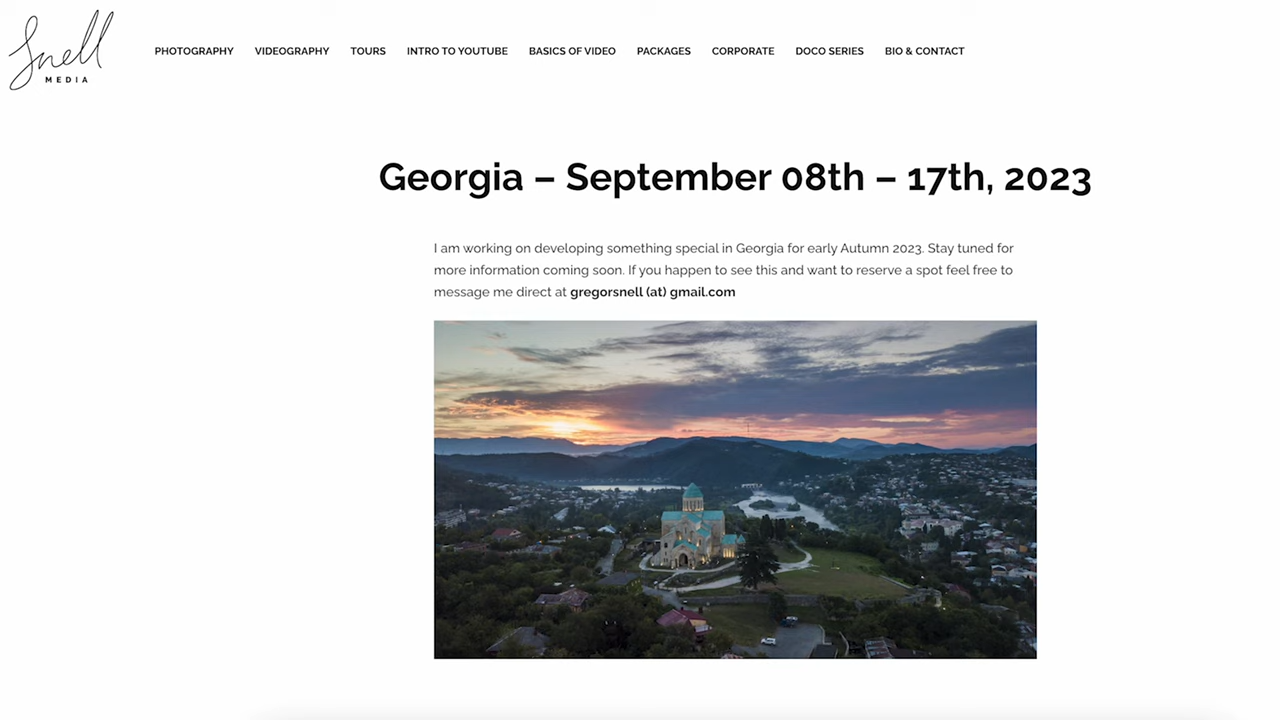 Snell
MEDIA
PHOTOGRAPHY VIDEOGRAPHY TOURS INTRO TO YOUTUBE BASICS OF VIDEO PACKAGES CORPORATE DOCO SERIES BIO & CONTACT
Georgia – September 08th – 17th, 2023
I am working on developing something special in Georgia for early Autumn 2023. Stay tuned for
more information coming soon. If you happen to see this and want to reserve a spot feel free to
message me direct at gregorsnell (at) gmail.com